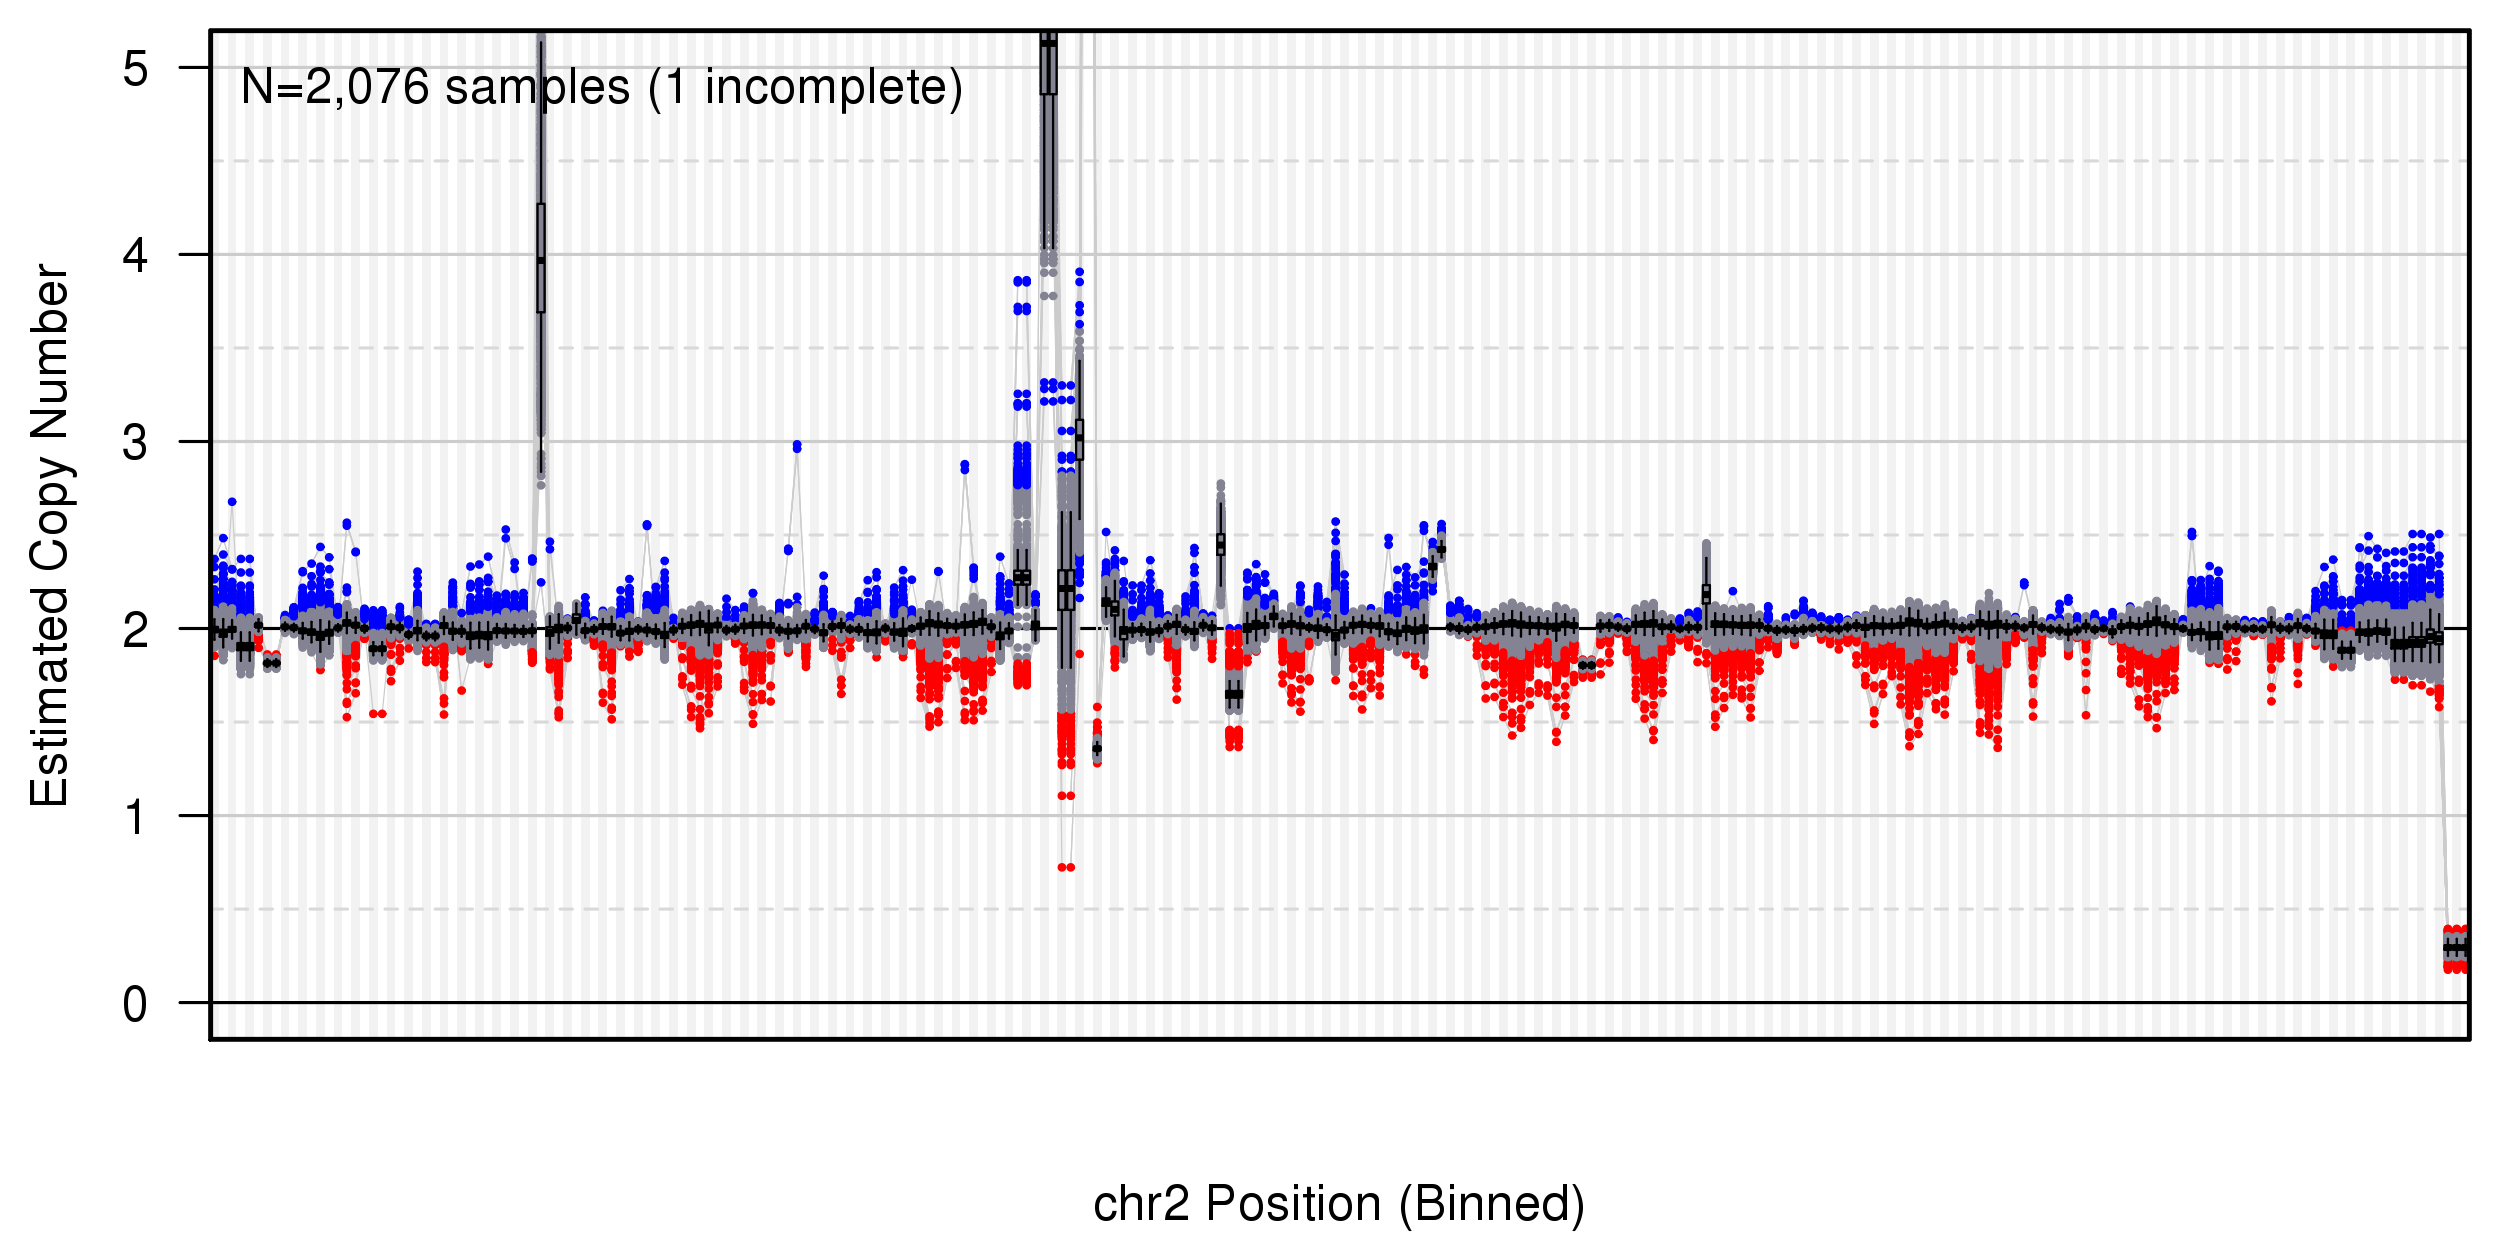 N=2,076 samples (1 incomplete)
5
4
3
2
1
0
Estimated Copy Number
chr2 Position (Binned)